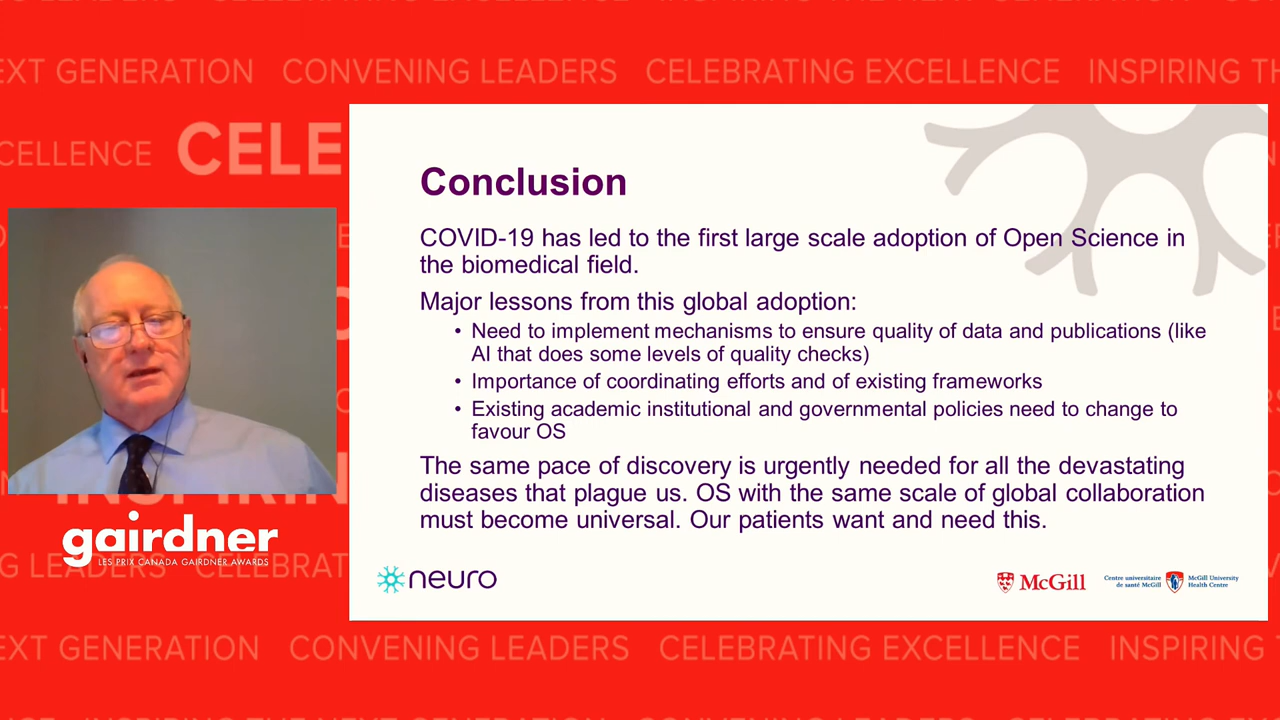 EXT GENERATION CONVENING LEADERS CELEBRATING EXCELLENCE INSPIRING TH
CELLENCE CELE
Conclusion
COVID-19 has led to the first large scale adoption of Open Science in
the biomedical field.
Major lessons from this global adoption:
• Need to implement mechanisms to ensure quality of data and publications (like
AI that does some levels of quality checks)
• Importance of coordinating efforts and of existing frameworks
• Existing academic institutional and governmental policies need to change to
favour OS
The same pace of discovery is urgently needed for all the devastating
diseases that plague us. OS with the same scale of global collaboration
must become universal. Our patients want and need this.
gairdner
LES PRIX CANADA GAIRDNER AWARDS
G LEADERS CELEBRAT
neuro
McGill
Centre universitaire
de santé McGill
McGill University
Health Centre
EXT GENERATION CONVENING LEADERS CELEBRATING EXCELLENCE INSPIRING